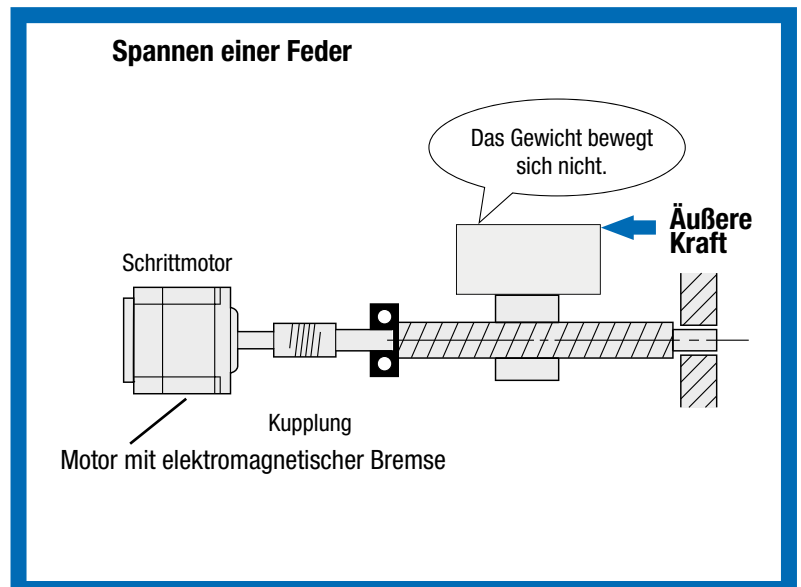 Spannen einer Feder
Das Gewicht bewegt
sich nicht.
Äußere
Kraft
Schrittmotor
Kupplung
Motor mit elektromagnetischer Bremse